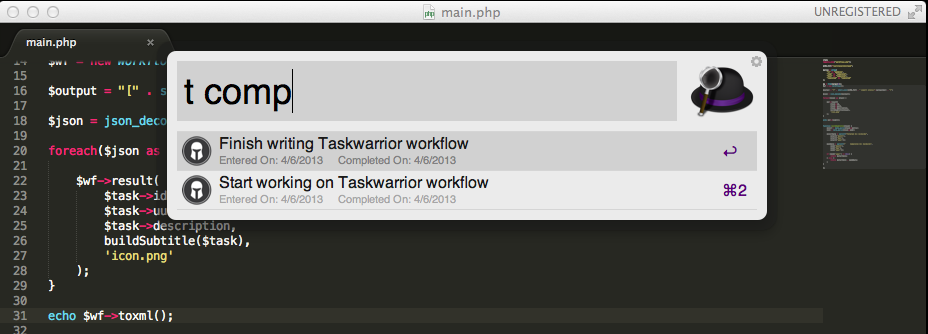 main.php
UNREGISTERED
main.php ×
t comp
Finish writing Taskwarrior workflow
Entered On: 4/6/2013 Completed On: 4/6/2013
↩
Start working on Taskwarrior workflow
Entered On: 4/6/2013 Completed On: 4/6/2013
⌘2
14 $wf = new
15
16 $output = "[" . s
17
18 $json = json_deco
19
20 foreach($json as
21
22 $wf->result(
23 $task->id
24 $task->uu
25 $task->description,
26 buildSubtitle($task),
27 'icon.png'
28 );
29 }
30
31 echo $wf->toxml();
32